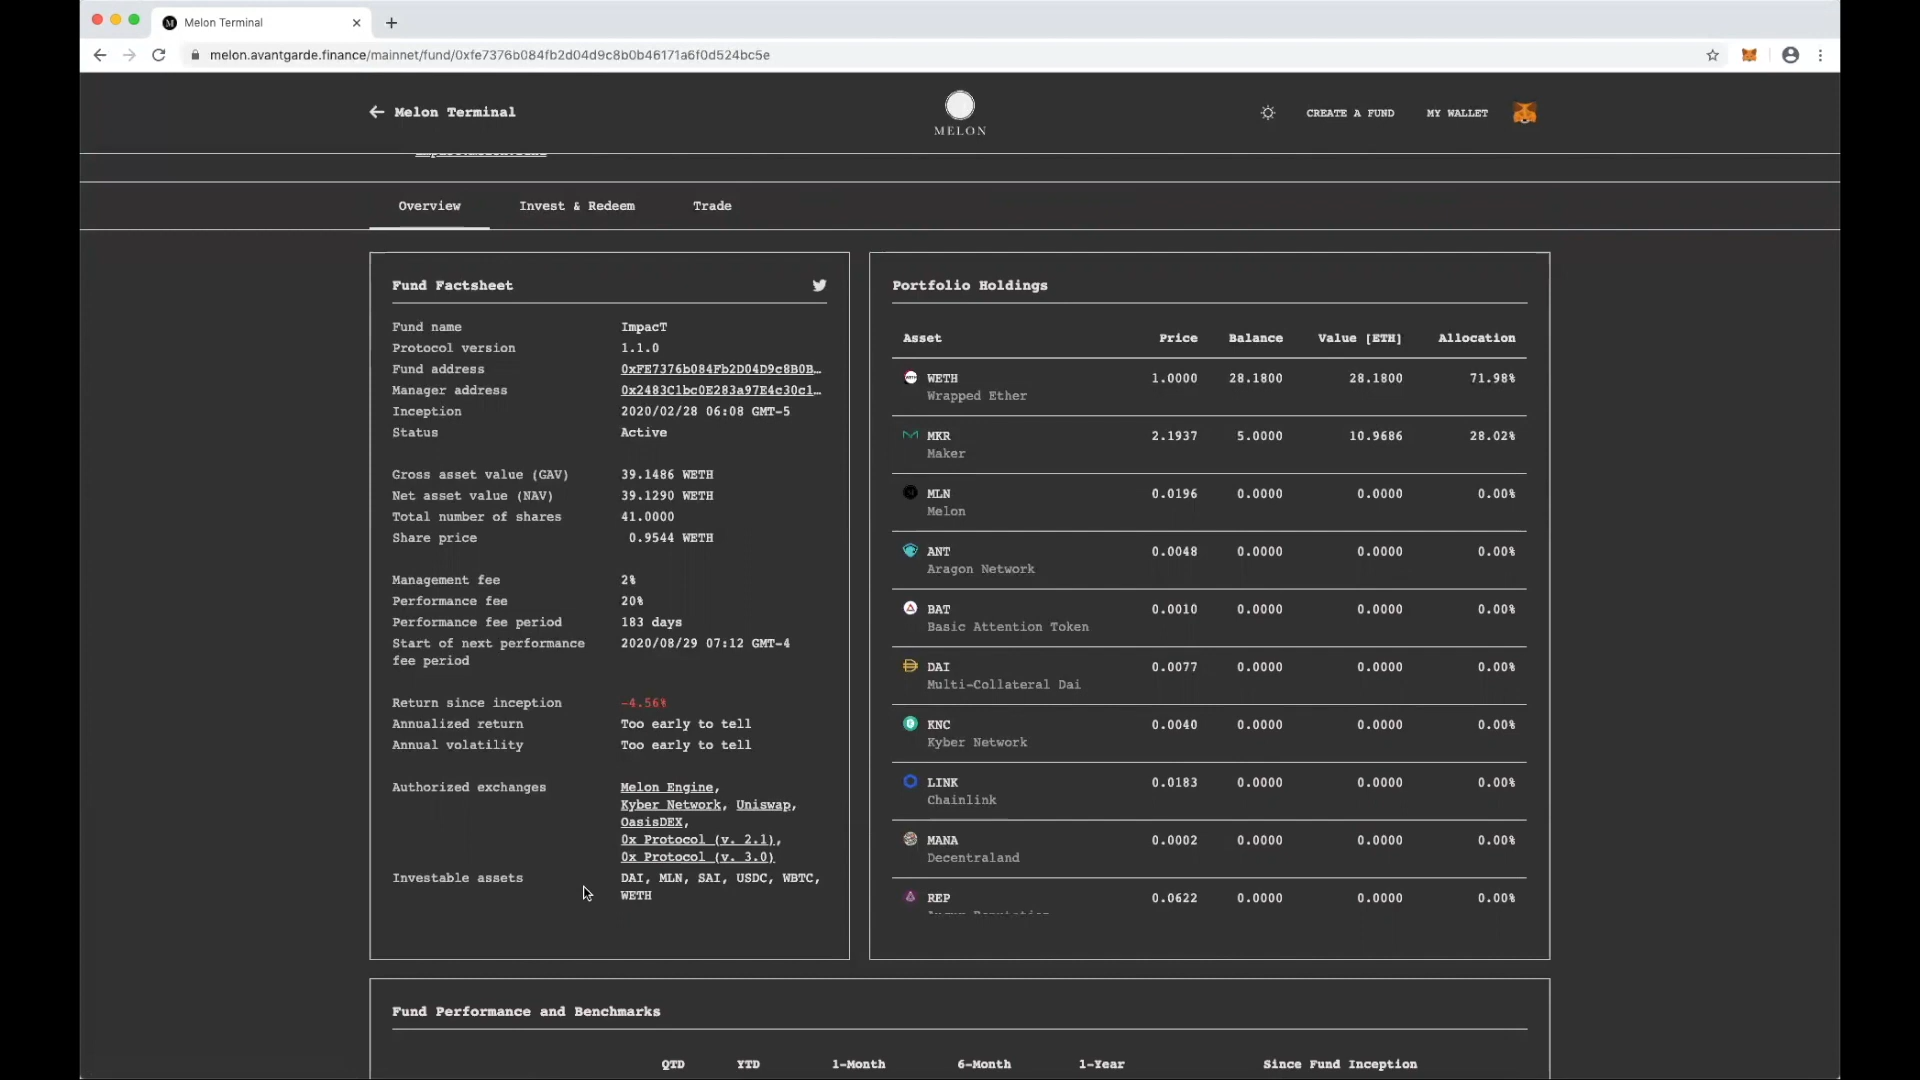 Melon Terminal
melon.avantgarde.finance/mainnet/fund/0xfe7376b084fb2d04d9c8b0b46171a6f0d524bc5e
Melon Terminal
MELON
CREATE A FUND
MY WALLET
Overview
Invest & Redeem
Trade
Fund Factsheet
Fund name ImpacT
Protocol version 1.1.0
Fund address 0xFE7376b084Fb2D04D9c8B0B…
Manager address 0x2483C1bc0E283a97E4c30c1…
Inception 2020/02/28 06:08 GMT-5
Status Active
Gross asset value (GAV) 39.1486 WETH
Net asset value (NAV) 39.1290 WETH
Total number of shares 41.0000
Share price 0.9544 WETH
Management fee 2%
Performance fee 20%
Performance fee period 183 days
Start of next performance 2020/08/29 07:12 GMT-4
fee period
Return since inception -4.56%
Annualized return Too early to tell
Annual volatility Too early to tell
Authorized exchanges Melon Engine,
Kyber Network, Uniswap,
OasisDEX,
0x Protocol (v. 2.1),
0x Protocol (v. 3.0)
Investable assets DAI, MLN, SAI, USDC, WBTC,
WETH
Portfolio Holdings
Asset Price Balance Value [ETH] Allocation
WETH 1.0000 28.1800 28.1800 71.98%
Wrapped Ether
MKR 2.1937 5.0000 10.9686 28.02%
Maker
MLN 0.0196 0.0000 0.0000 0.00%
Melon
ANT 0.0048 0.0000 0.0000 0.00%
Aragon Network
BAT 0.0010 0.0000 0.0000 0.00%
Basic Attention Token
DAI 0.0077 0.0000 0.0000 0.00%
Multi-Collateral Dai
KNC 0.0040 0.0000 0.0000 0.00%
Kyber Network
LINK 0.0183 0.0000 0.0000 0.00%
Chainlink
MANA 0.0002 0.0000 0.0000 0.00%
Decentraland
REP 0.0622 0.0000 0.0000 0.00%
Fund Performance and Benchmarks
QTD YTD 1-Month 6-Month 1-Year Since Fund Inception